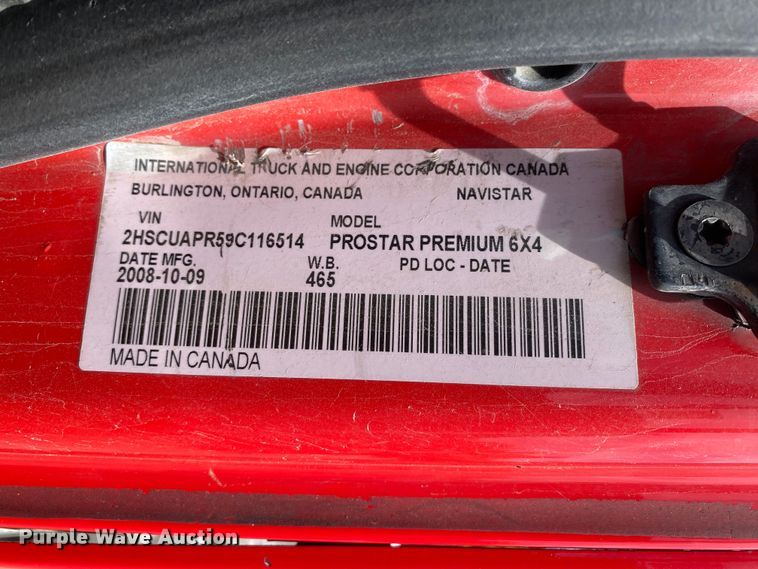 INTERNATIONAL TRUCK AND ENGINE CORPORATION CANADA
BURLINGTON, ONTARIO, CANADA NAVISTAR
VIN MODEL
2HSCUAPR59C116514 PROSTAR PREMIUM 6X4
DATE MFG. W.B. PD LOC - DATE
2008-10-09 465
MADE IN CANADA
Purple Wave Auction